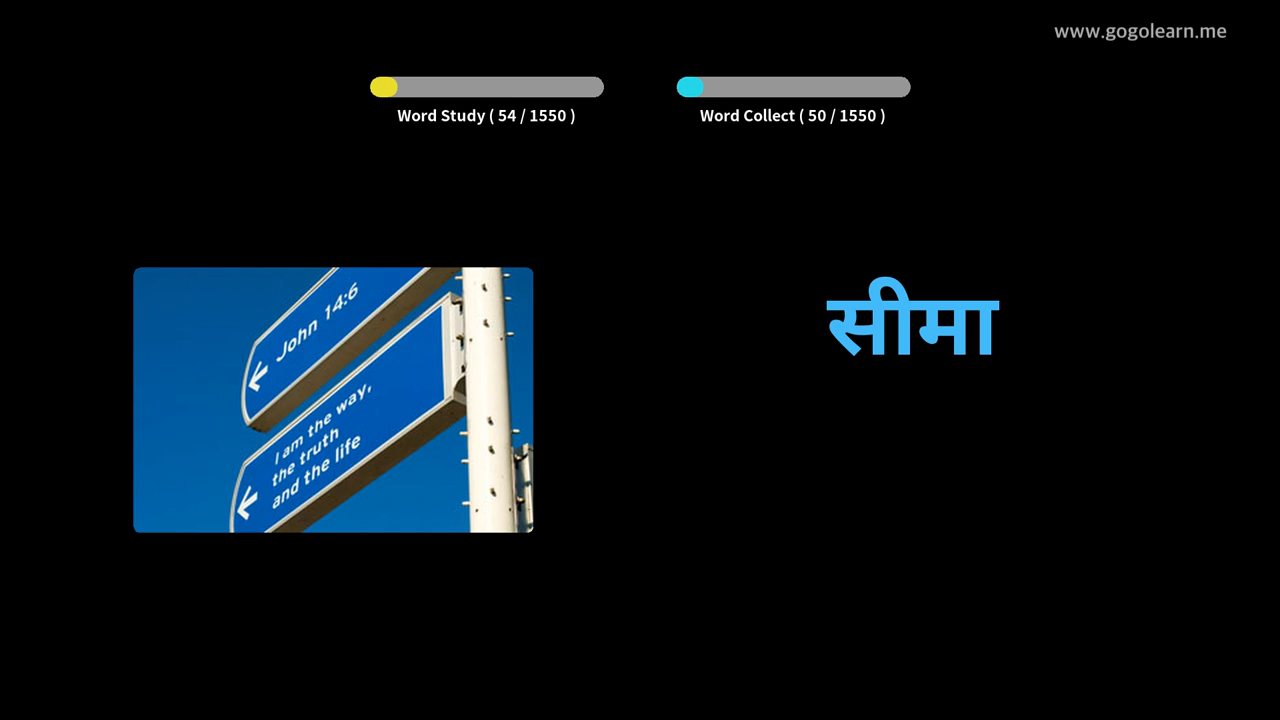 www.gogolearn.me
Word Study ( 54 / 1550 )
Word Collect ( 50 / 1550 )
John 14:6
I am the way,
the truth
and the life
सीमा